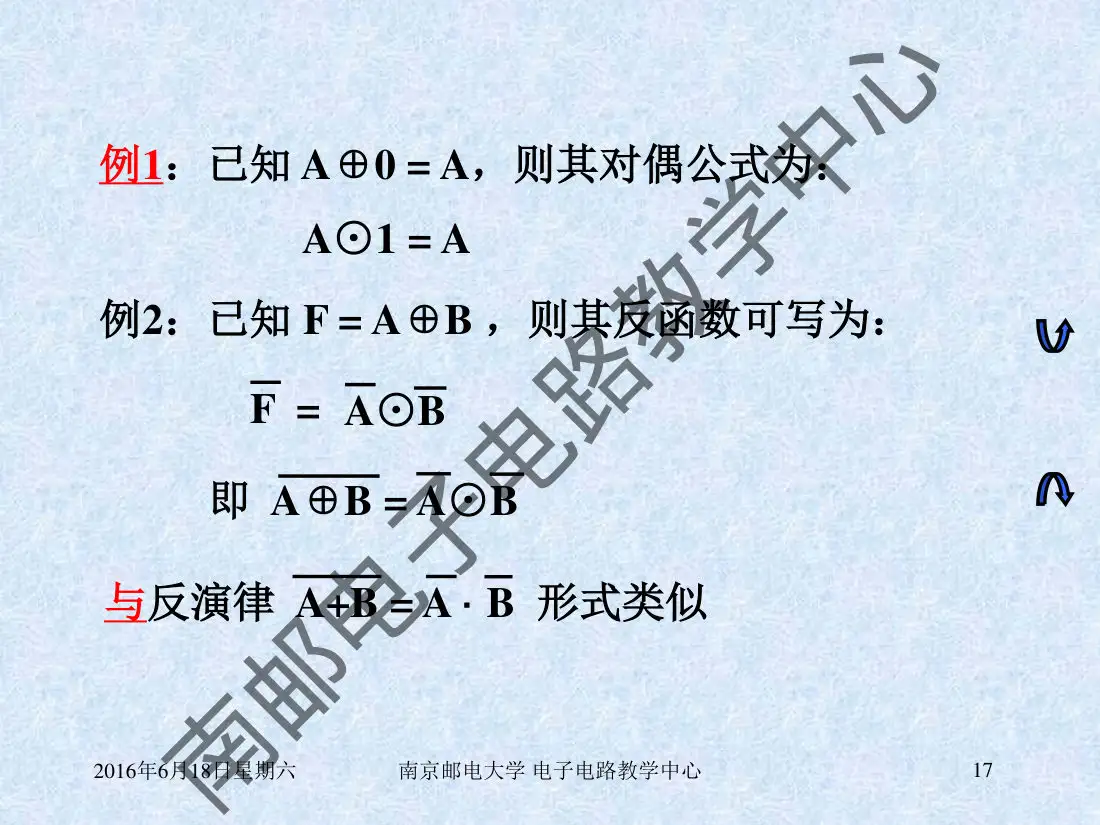 例1：已知 A⊕0 = A，则其对偶公式为：
A⊙1 = A
例2：已知 F = A⊕B ，则其反函数可写为：
F̅ = A̅⊙B̅
即 A̅ ̅⊕̅ ̅B̅ = A̅⊙B̅
与反演律 A̅+̅B̅ = A̅ · B̅ 形式类似
南邮电子电路教学中心
2016年6月18日星期六 南京邮电大学 电子电路教学中心 17